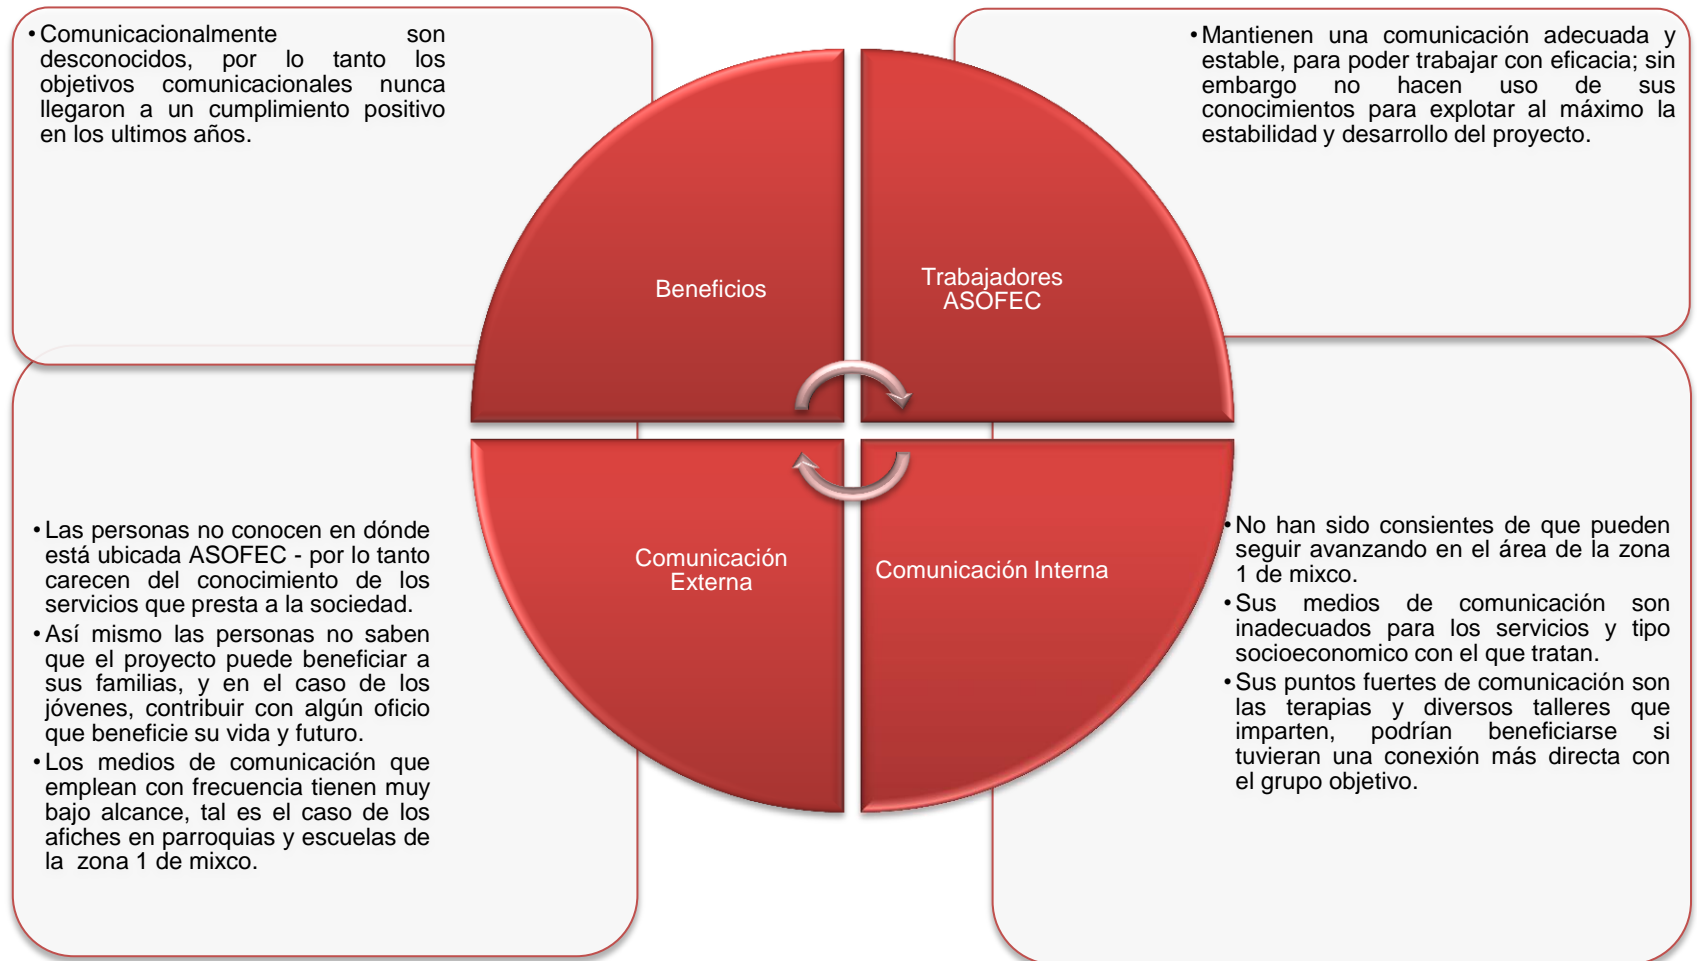 •Comunicacionalmente son
desconocidos, por lo tanto los
objetivos comunicacionales nunca
llegaron a un cumplimiento positivo
en los ultimos años.
•Mantienen una comunicación adecuada y
estable, para poder trabajar con eficacia; sin
embargo no hacen uso de sus
conocimientos para explotar al máximo la
estabilidad y desarrollo del proyecto.
Beneficios
Trabajadores
ASOFEC
Comunicación
Externa
Comunicación Interna
•Las personas no conocen en dónde
está ubicada ASOFEC - por lo tanto
carecen del conocimiento de los
servicios que presta a la sociedad.
•Así mismo las personas no saben
que el proyecto puede beneficiar a
sus familias, y en el caso de los
jóvenes, contribuir con algún oficio
que beneficie su vida y futuro.
•Los medios de comunicación que
emplean con frecuencia tienen muy
bajo alcance, tal es el caso de los
afiches en parroquias y escuelas de
la zona 1 de mixco.
•No han sido consientes de que pueden
seguir avanzando en el área de la zona
1 de mixco.
•Sus medios de comunicación son
inadecuados para los servicios y tipo
socioeconomico con el que tratan.
•Sus puntos fuertes de comunicación son
las terapias y diversos talleres que
imparten, podrían beneficiarse si
tuvieran una conexión más directa con
el grupo objetivo.